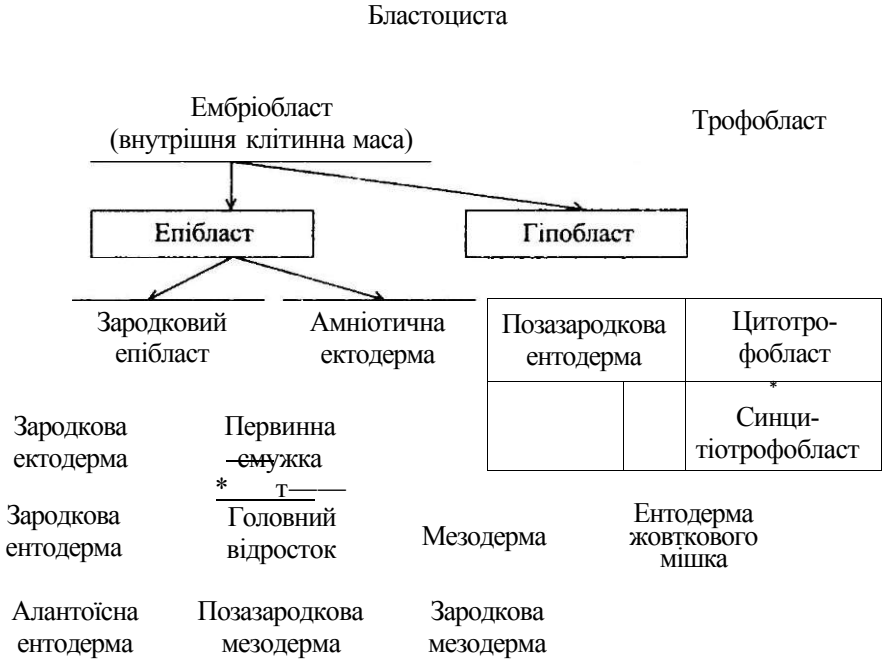 Бластоциста
Ембріобласт
(внутрішня клітинна маса)
Трофобласт
Епібласт
Гіпобласт
Зародковий
епібласт
Амніотична
ектодерма
Позазародкова
ентодерма
Цитотро-
фобласт
*
Синци-
тіотрофобласт
Зародкова
ектодерма
Первинна
смужка
* т——
Зародкова
ентодерма
Головний
відросток
Мезодерма
Ентодерма
жовткового
мішка
Алантоїсна
ентодерма
Позазародкова
мезодерма
Зародкова
мезодерма